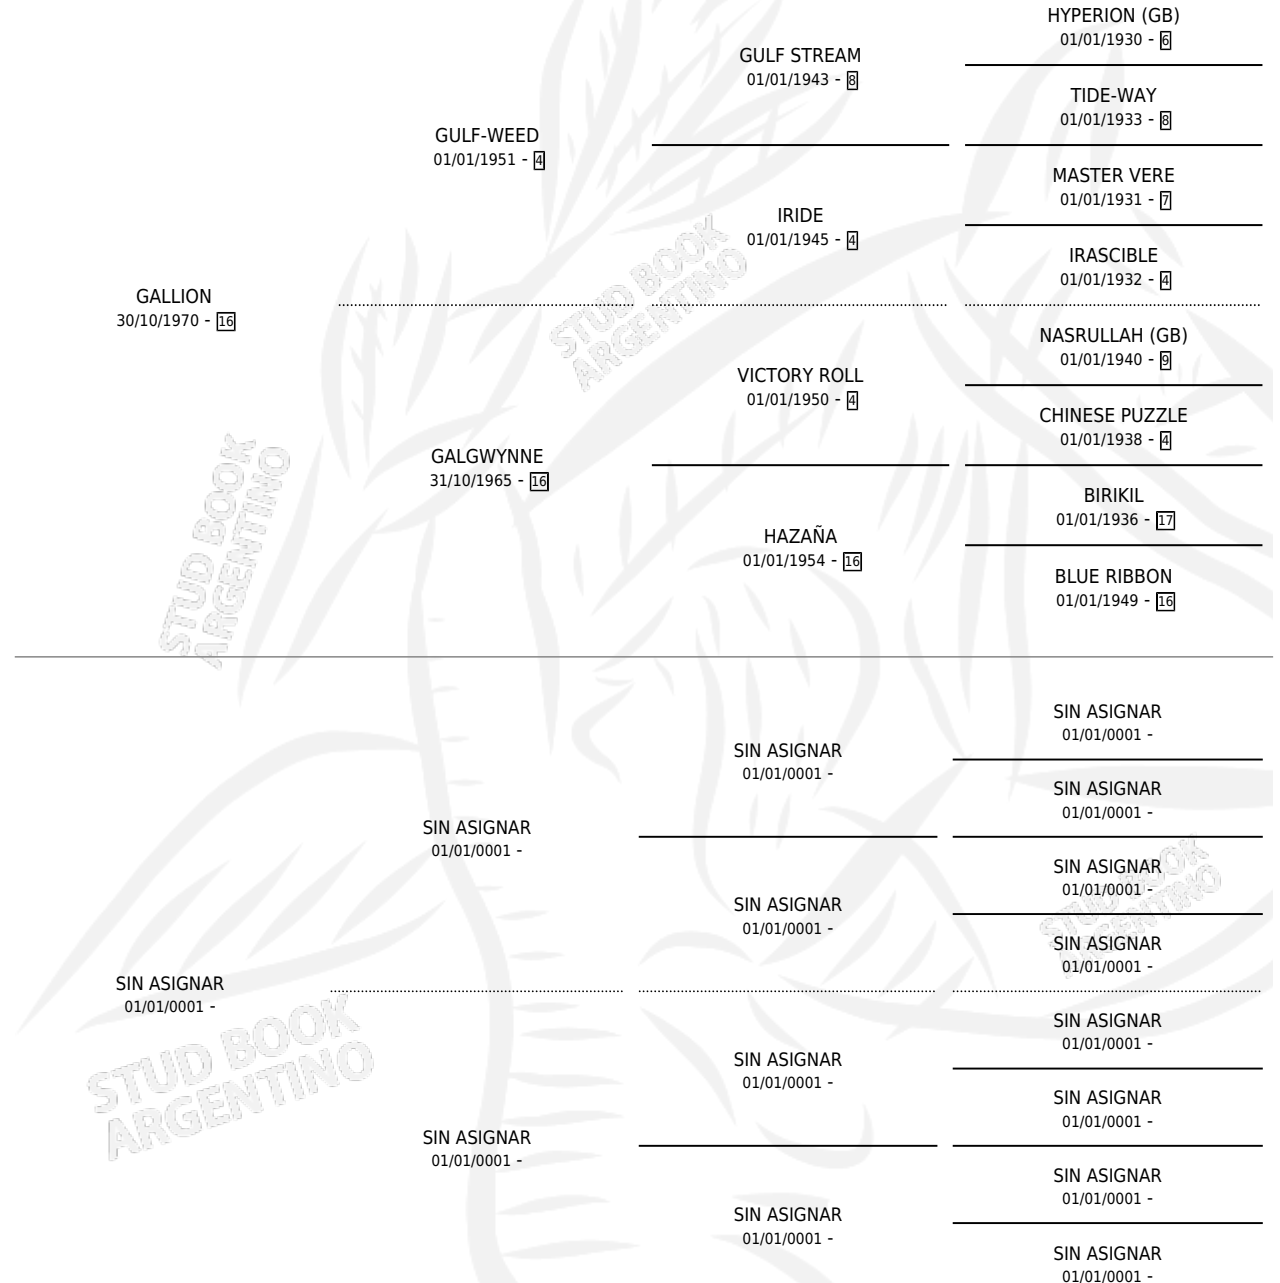 HYPERION (GB)
01/01/1930 - 6
GULF STREAM
01/01/1943 - 8
TIDE-WAY
01/01/1933 - 8
GULF-WEED
01/01/1951 - 4
MASTER VERE
01/01/1931 - 7
IRIDE
01/01/1945 - 4
IRASCIBLE
01/01/1932 - 4
GALLION
30/10/1970 - 16
NASRULLAH (GB)
01/01/1940 - 9
VICTORY ROLL
01/01/1950 - 4
CHINESE PUZZLE
01/01/1938 - 4
GALGWYNNE
31/10/1965 - 16
BIRIKIL
01/01/1936 - 17
HAZAÑA
01/01/1954 - 16
BLUE RIBBON
01/01/1949 - 16
STUD BOOK
ARGENTINO
STUD BOOK
ARGENTINO
SIN ASIGNAR
01/01/0001 -
SIN ASIGNAR
01/01/0001 -
SIN ASIGNAR
01/01/0001 -
SIN ASIGNAR
01/01/0001 -
SIN ASIGNAR
01/01/0001 -
SIN ASIGNAR
01/01/0001 -
SIN ASIGNAR
01/01/0001 -
SIN ASIGNAR
01/01/0001 -
SIN ASIGNAR
01/01/0001 -
SIN ASIGNAR
01/01/0001 -
SIN ASIGNAR
01/01/0001 -
SIN ASIGNAR
01/01/0001 -
SIN ASIGNAR
01/01/0001 -
SIN ASIGNAR
01/01/0001 -
SIN ASIGNAR
01/01/0001 -
STUD BOOK
ARGENTINO
STUD BOOK
ARGENTINO